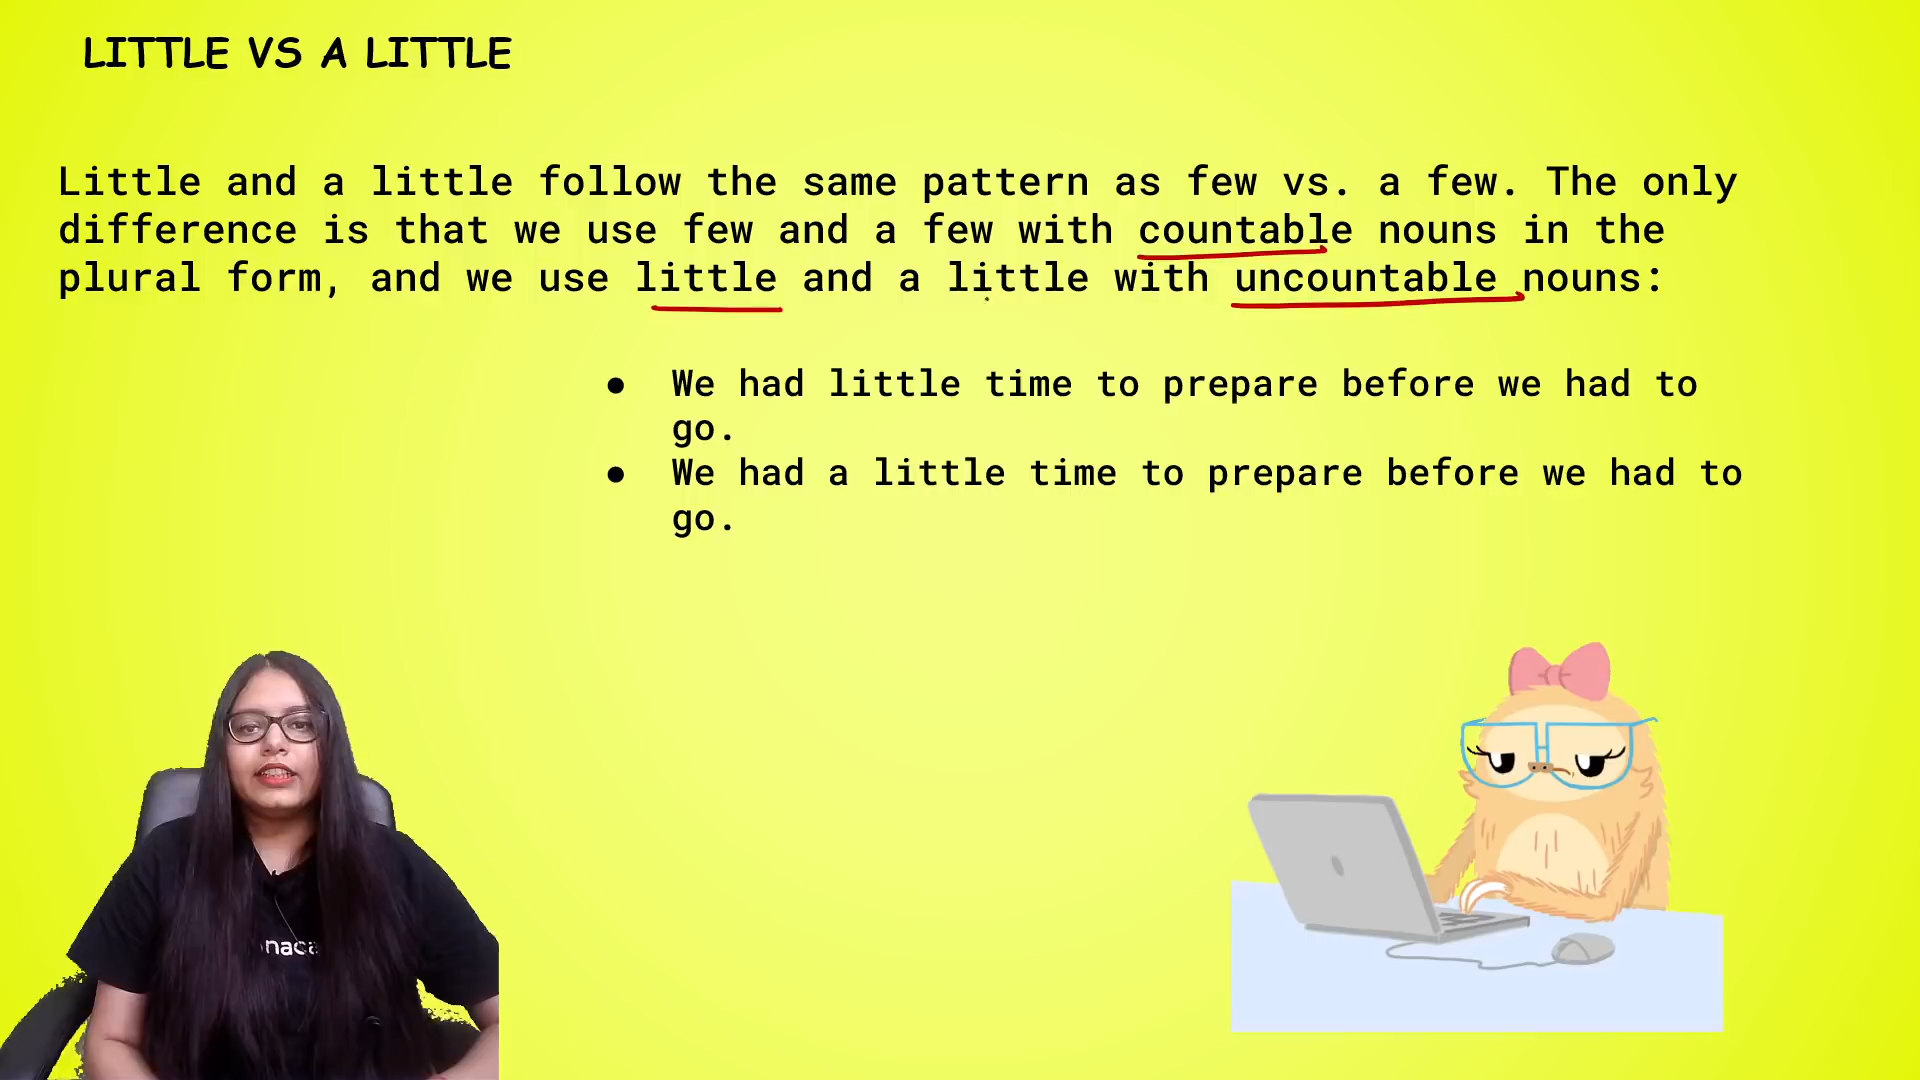 LITTLE VS A LITTLE
Little and a little follow the same pattern as few vs. a few. The only
difference is that we use few and a few with countable nouns in the
plural form, and we use little and a little with uncountable nouns:
● We had little time to prepare before we had to
go.
● We had a little time to prepare before we had to
go.